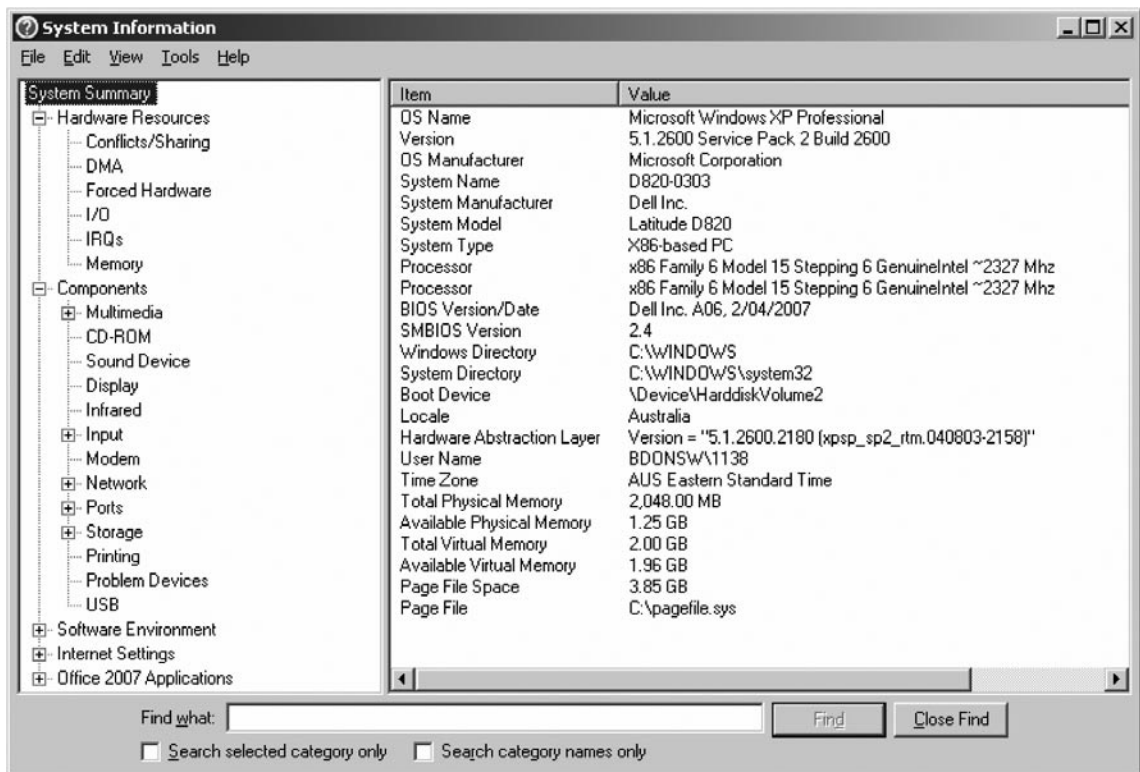 System Information
File Edit View Tools Help
System Summary
Hardware Resources
Conflicts/Sharing
DMA
Forced Hardware
I/O
IRQs
Memory
Components
Multimedia
CD-ROM
Sound Device
Display
Infrared
Input
Modem
Network
Ports
Storage
Printing
Problem Devices
USB
Software Environment
Internet Settings
Office 2007 Applications
Item Value
OS Name Microsoft Windows XP Professional
Version 5.1.2600 Service Pack 2 Build 2600
OS Manufacturer Microsoft Corporation
System Name D820-0303
System Manufacturer Dell Inc.
System Model Latitude D820
System Type X86-based PC
Processor x86 Family 6 Model 15 Stepping 6 GenuineIntel ~2327 Mhz
Processor x86 Family 6 Model 15 Stepping 6 GenuineIntel ~2327 Mhz
BIOS Version/Date Dell Inc. A06, 2/04/2007
SMBIOS Version 2.4
Windows Directory C:\WINDOWS
System Directory C:\WINDOWS\system32
Boot Device \Device\HarddiskVolume2
Locale Australia
Hardware Abstraction Layer Version = "5.1.2600.2180 (xpsp_sp2_rtm.040803-2158)"
User Name BDONSW\1138
Time Zone AUS Eastern Standard Time
Total Physical Memory 2,048.00 MB
Available Physical Memory 1.25 GB
Total Virtual Memory 2.00 GB
Available Virtual Memory 1.96 GB
Page File Space 3.85 GB
Page File C:\pagefile.sys
Find what: Find Close Find
Search selected category only Search category names only